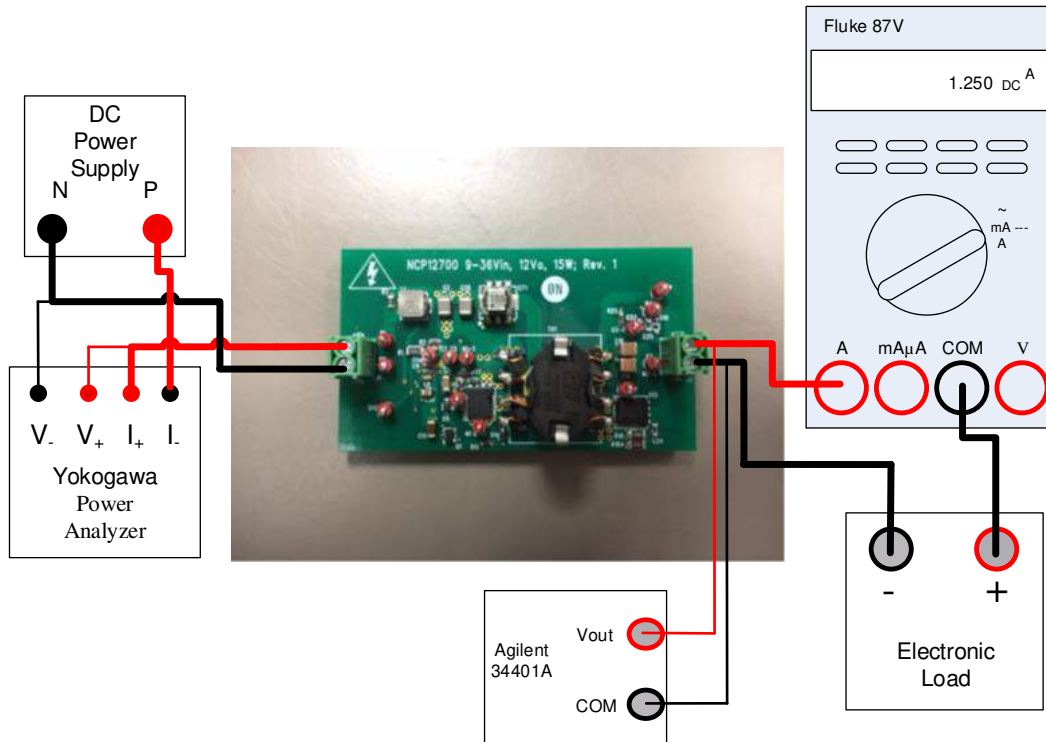 Fluke 87V
1.250 DC A
~
mA ---
A
A
mAµA
COM
V
DC
Power
Supply
N
P
NCP12700 9-36Vin, 12Vo, 15W; Rev. 1
ON
V-
V+
I+
I-
Yokogawa
Power
Analyzer
Agilent
34401A
Vout
COM
-
+
Electronic
Load